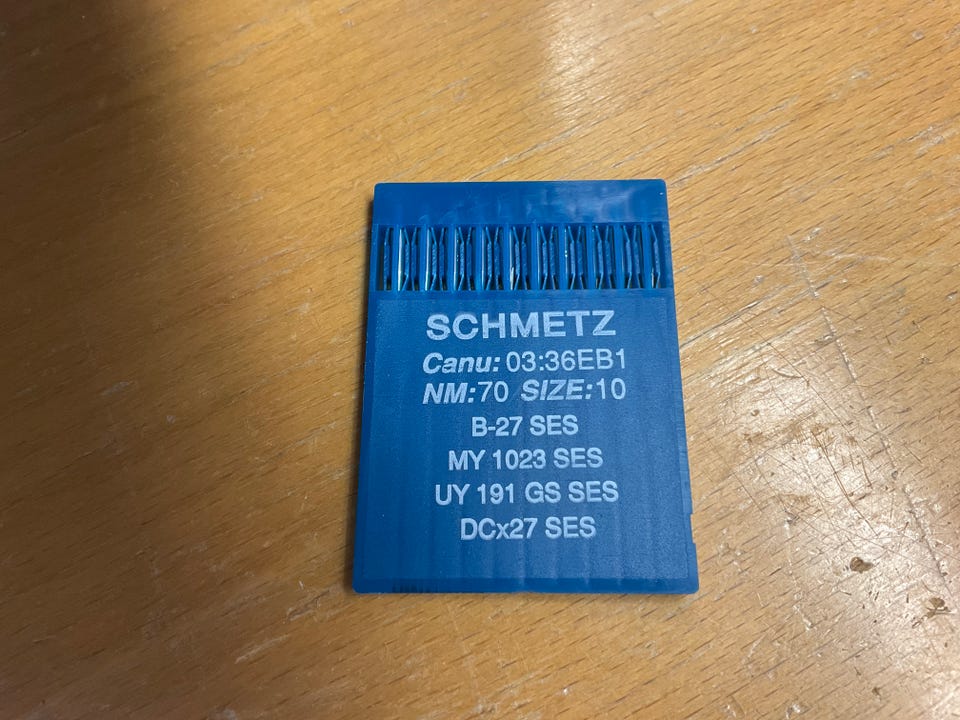 SCHMETZ
Canu: 03:36EB1
NM:70 SIZE:10
B-27 SES
MY 1023 SES
UY 191 GS SES
DCx27 SES